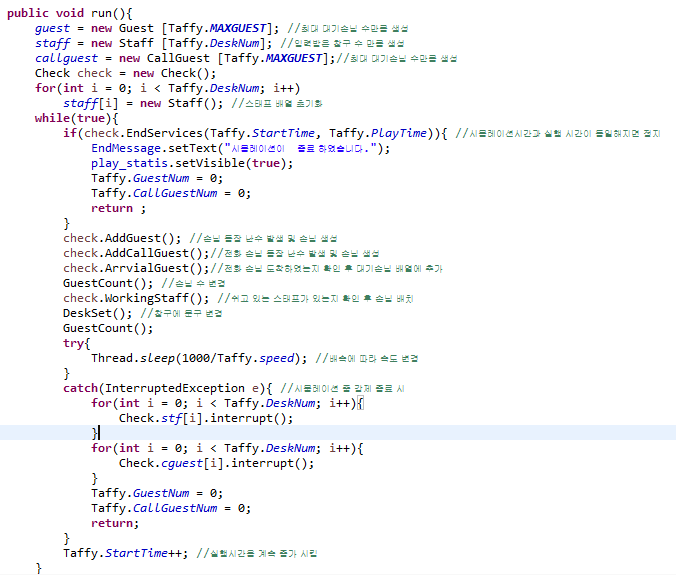 public void run(){
guest = new Guest [Taffy.MAXGUEST]; //최대 대기손님 수만큼 생성
staff = new Staff [Taffy.DeskNum]; //입력받은 창구 수 만큼 생성
callguest = new CallGuest [Taffy.MAXGUEST];//최대 대기손님 수만큼 생성
Check check = new Check();
for(int i = 0; i < Taffy.DeskNum; i++)
staff[i] = new Staff(); //스태프 배열 초기화
while(true){
if(check.EndServices(Taffy.StartTime, Taffy.PlayTime)){ //시뮬레이션시간과 실행 시간이 동일해지면 정지
EndMessage.setText("시뮬레이션이  종료 하였습니다.");
play_statis.setVisible(true);
Taffy.GuestNum = 0;
Taffy.CallGuestNum = 0;
return ;
}
check.AddGuest(); //손님 등장 난수 발생 및 손님 생성
check.AddCallGuest();//전화 손님 등장 난수 발생 및 손님 생성
check.ArrvialGuest();//전화 손님 도착하였는지 확인 후 대기손님 배열에 추가
GuestCount(); //손님 수 변경
check.WorkingStaff(); //쉬고 있는 스태프가 있는지 확인 후 손님 배치
DeskSet(); //창구에 문구 변경
GuestCount();
try{
Thread.sleep(1000/Taffy.speed); //배속에 따라 속도 변경
}
catch(InterruptedException e){ //시뮬레이션 중 강제 종료 시
for(int i = 0; i < Taffy.DeskNum; i++){
Check.stf[i].interrupt();
}
for(int i = 0; i < Taffy.DeskNum; i++){
Check.cguest[i].interrupt();
}
Taffy.GuestNum = 0;
Taffy.CallGuestNum = 0;
return;
}
Taffy.StartTime++; //실행시간을 계속 증가 시킴
}